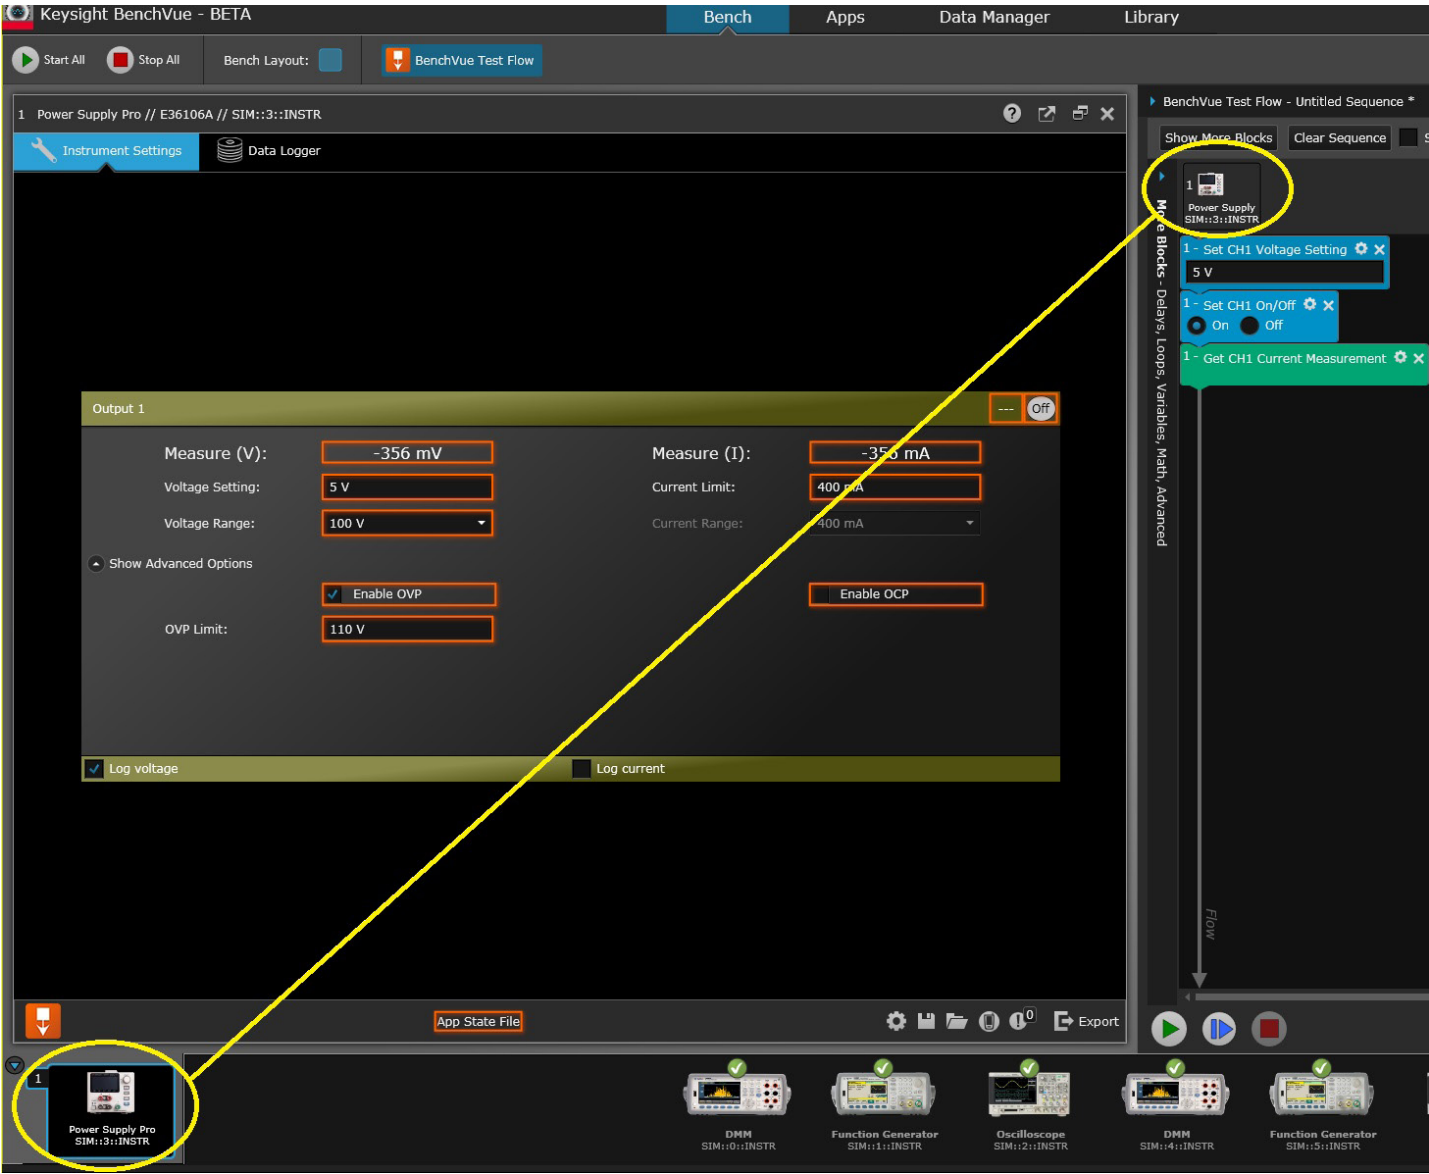 Keysight BenchVue - BETA
Bench
Apps
Data Manager
Library
Start All
Stop All
Bench Layout:
BenchVue Test Flow
1 Power Supply Pro // E36106A // SIM::3::INSTR
?
Instrument Settings
Data Logger
Output 1
---
Off
Measure (V):
-356 mV
Measure (I):
-356 mA
Voltage Setting:
5 V
Current Limit:
400 mA
Voltage Range:
100 V
Current Range:
400 mA
Show Advanced Options
Enable OVP
Enable OCP
OVP Limit:
110 V
Log voltage
Log current
App State File
0
Export
BenchVue Test Flow - Untitled Sequence *
Show More Blocks
Clear Sequence
S
More Blocks - Delays, Loops, Variables, Math, Advanced
1
Power Supply
SIM::3::INSTR
1 - Set CH1 Voltage Setting
5 V
1 - Set CH1 On/Off
On
Off
1 - Get CH1 Current Measurement
Flow
1
Power Supply Pro
SIM::3::INSTR
DMM
SIM::0::INSTR
Function Generator
SIM::1::INSTR
Oscilloscope
SIM::2::INSTR
DMM
SIM::4::INSTR
Function Generator
SIM::5::INSTR